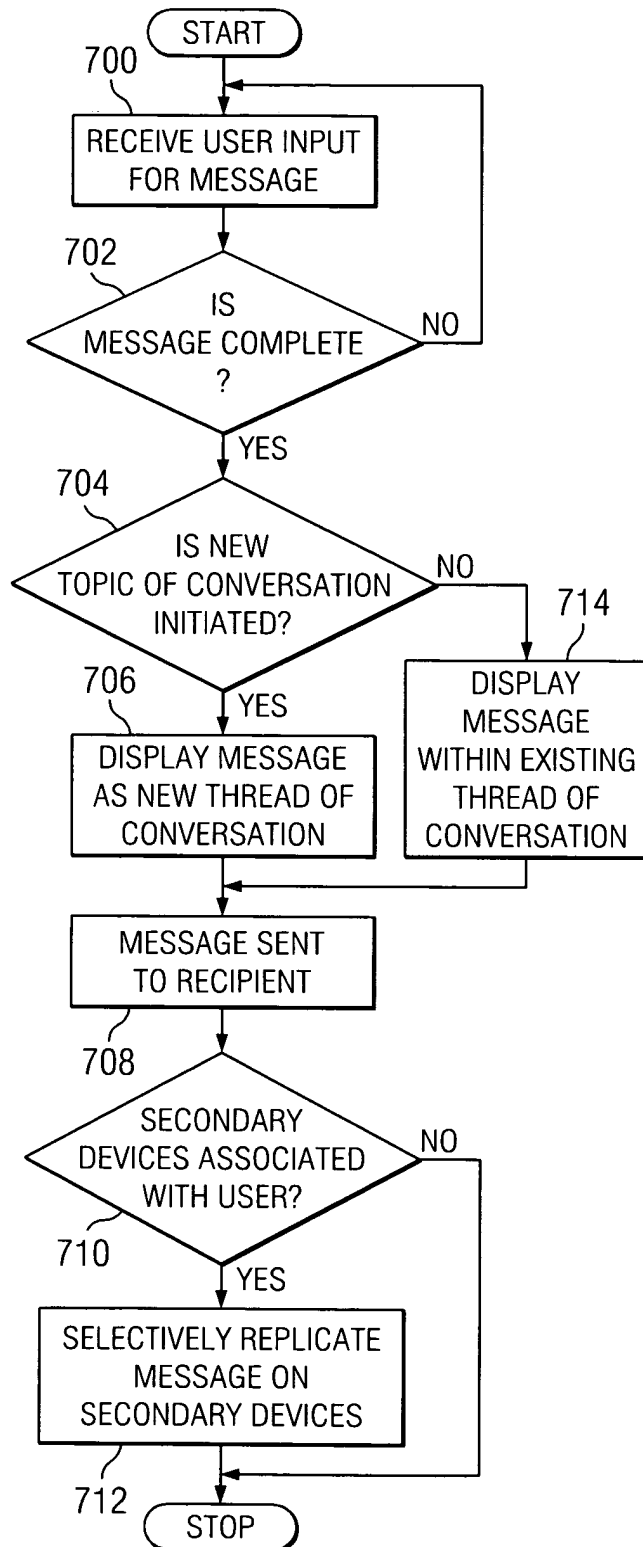 START
700
RECEIVE USER INPUT
FOR MESSAGE
702
IS
MESSAGE COMPLETE
?
NO
YES
704
IS NEW
TOPIC OF CONVERSATION
INITIATED?
NO
714
YES
706
DISPLAY MESSAGE
AS NEW THREAD OF
CONVERSATION
DISPLAY
MESSAGE
WITHIN EXISTING
THREAD OF
CONVERSATION
MESSAGE SENT
TO RECIPIENT
708
SECONDARY
DEVICES ASSOCIATED
WITH USER?
NO
710
YES
SELECTIVELY REPLICATE
MESSAGE ON
SECONDARY DEVICES
712
STOP